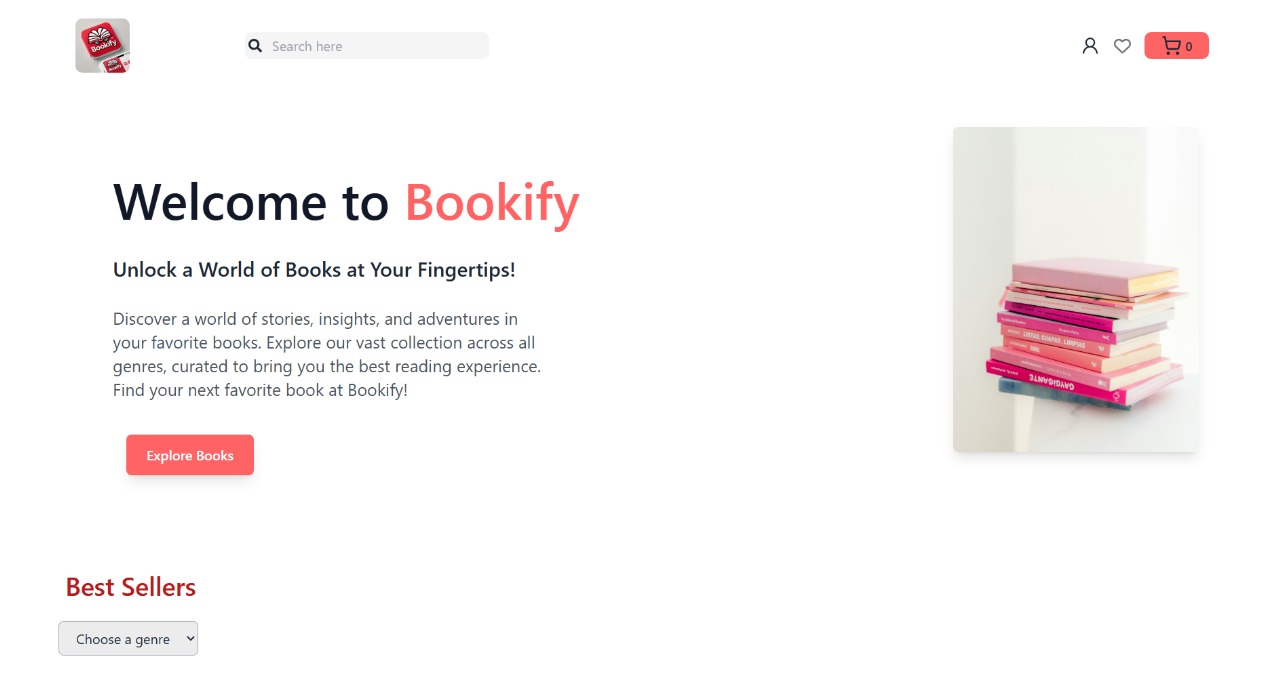 Bookify
Search here
0
Welcome to Bookify
Unlock a World of Books at Your Fingertips!
Discover a world of stories, insights, and adventures in
your favorite books. Explore our vast collection across all
genres, curated to bring you the best reading experience.
Find your next favorite book at Bookify!
Explore Books
GAYGIGANTE
Best Sellers
Choose a genre